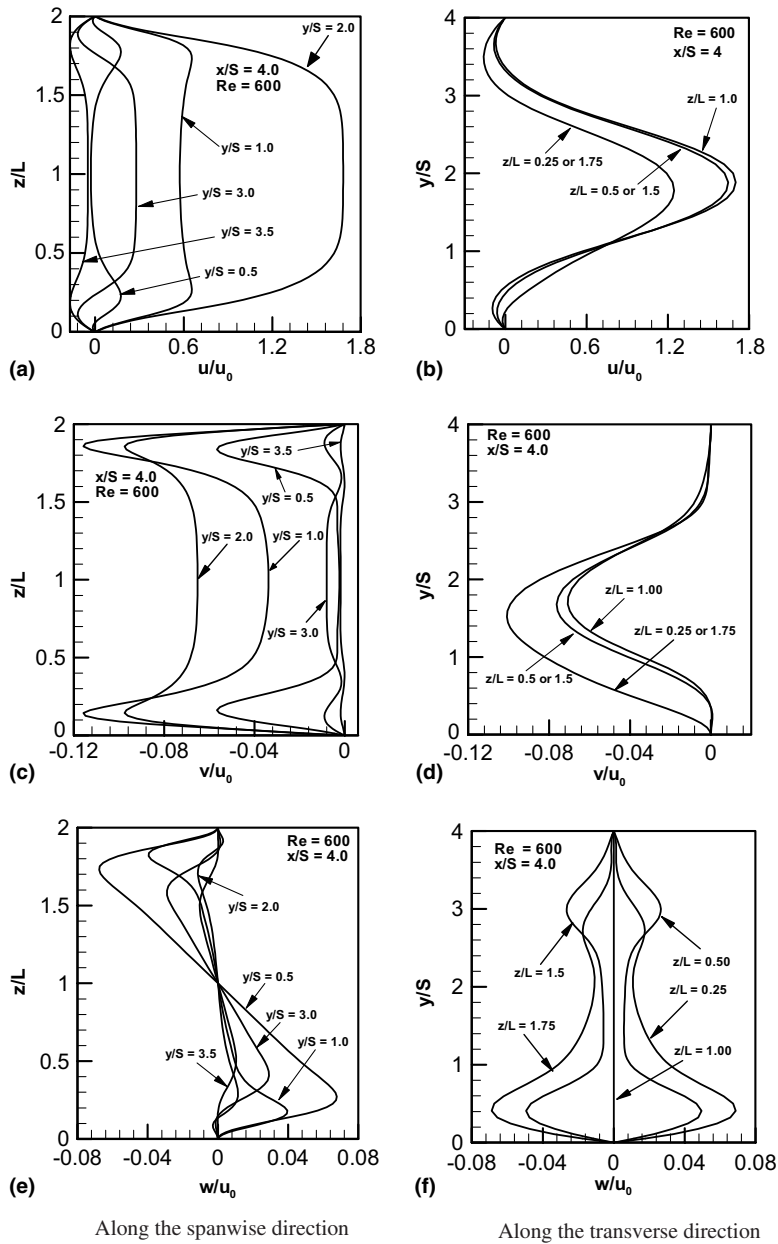 y/S = 2.0
x/S = 4.0
Re = 600
y/S = 1.0
y/S = 3.0
y/S = 3.5
y/S = 0.5
z/L
2
1.5
1
0.5
0
0 0.6 1.2 1.8
u/u0
(a)
Re = 600
x/S = 4
z/L = 1.0
z/L = 0.25 or 1.75
z/L = 0.5 or 1.5
y/S
4
3
2
1
0
0 0.6 1.2 1.8
u/u0
(b)
y/S = 3.5
x/S = 4.0
Re = 600
y/S = 0.5
y/S = 2.0
y/S = 1.0
y/S = 3.0
z/L
2
1.5
1
0.5
0
-0.12 -0.08 -0.04 0
v/u0
(c)
Re = 600
x/S = 4.0
z/L = 1.00
z/L = 0.25 or 1.75
z/L = 0.5 or 1.5
y/S
4
3
2
1
0
-0.12 -0.08 -0.04 0
v/u0
(d)
Re = 600
x/S = 4.0
y/S = 2.0
y/S = 0.5
y/S = 3.0
y/S = 1.0
y/S = 3.5
z/L
2
1.5
1
0.5
0
-0.08 -0.04 0 0.04 0.08
w/u0
(e)
Re = 600
x/S = 4.0
z/L = 1.5
z/L = 0.50
z/L = 0.25
z/L = 1.75
z/L = 1.00
y/S
4
3
2
1
0
-0.08 -0.04 0 0.04 0.08
w/u0
(f)
Along the spanwise direction
Along the transverse direction